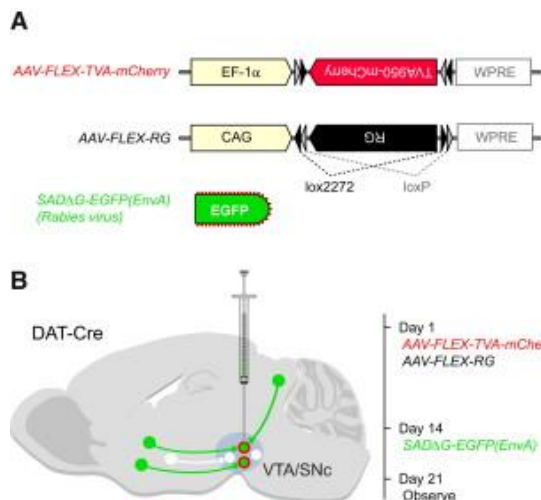 A
AAV-FLEX-TVA-mCherry
EF-1α
TVA950-mCherry
WPRE
AAV-FLEX-RG
CAG
RG
WPRE
lox2272
loxP
SADΔG-EGFP(EnvA)
(Rabies virus)
EGFP
B
DAT-Cre
VTA/SNc
Day 1
AAV-FLEX-TVA-mChe
AAV-FLEX-RG
Day 14
SADΔG-EGFP(EnvA)
Day 21
Observe